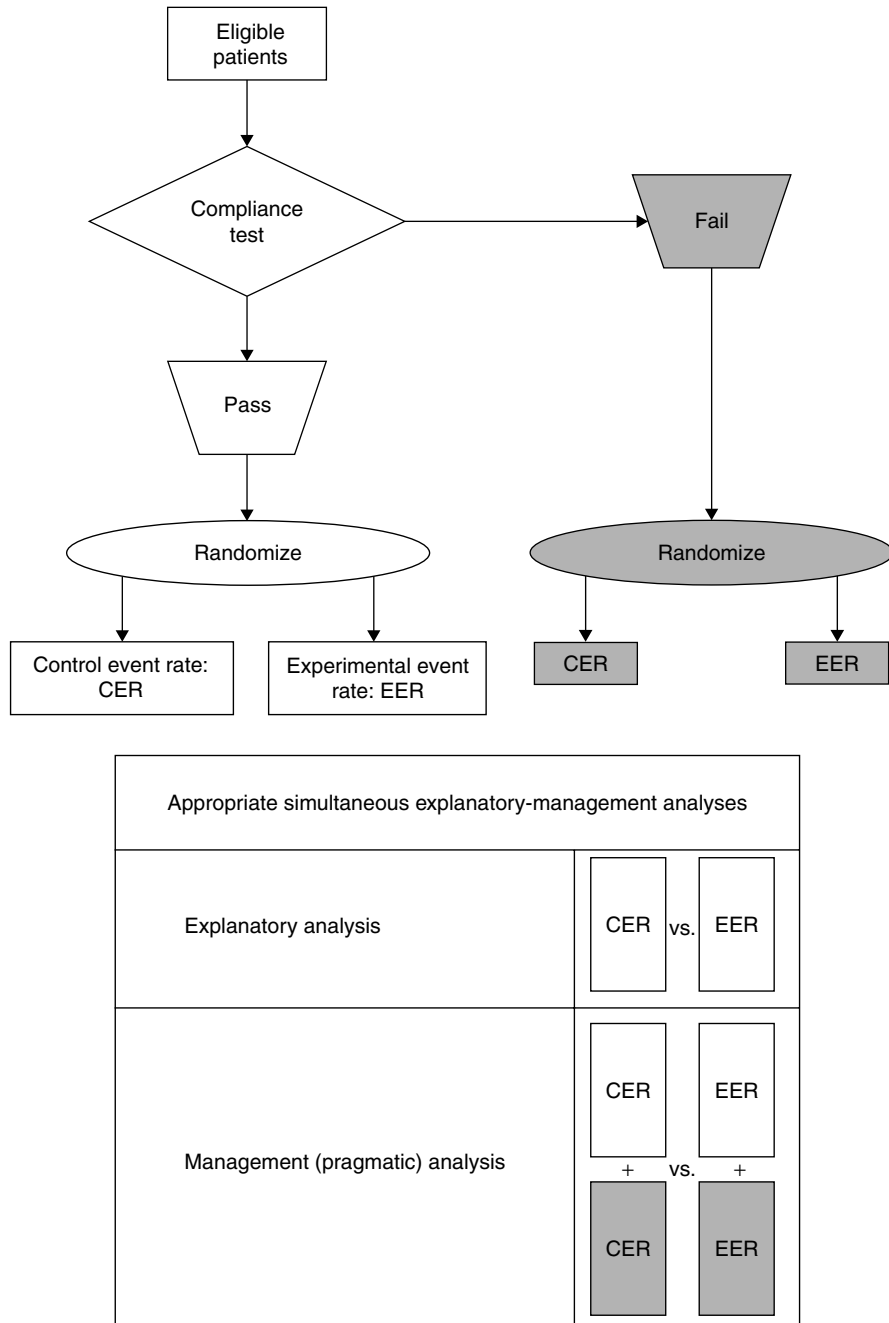 Eligible
patients
Compliance
test
Fail
Pass
Randomize
Randomize
Control event rate:
CER
Experimental event
rate: EER
CER
EER
Appropriate simultaneous explanatory-management analyses
Explanatory analysis
CER vs. EER
Management (pragmatic) analysis
CER EER
+ vs. +
CER EER